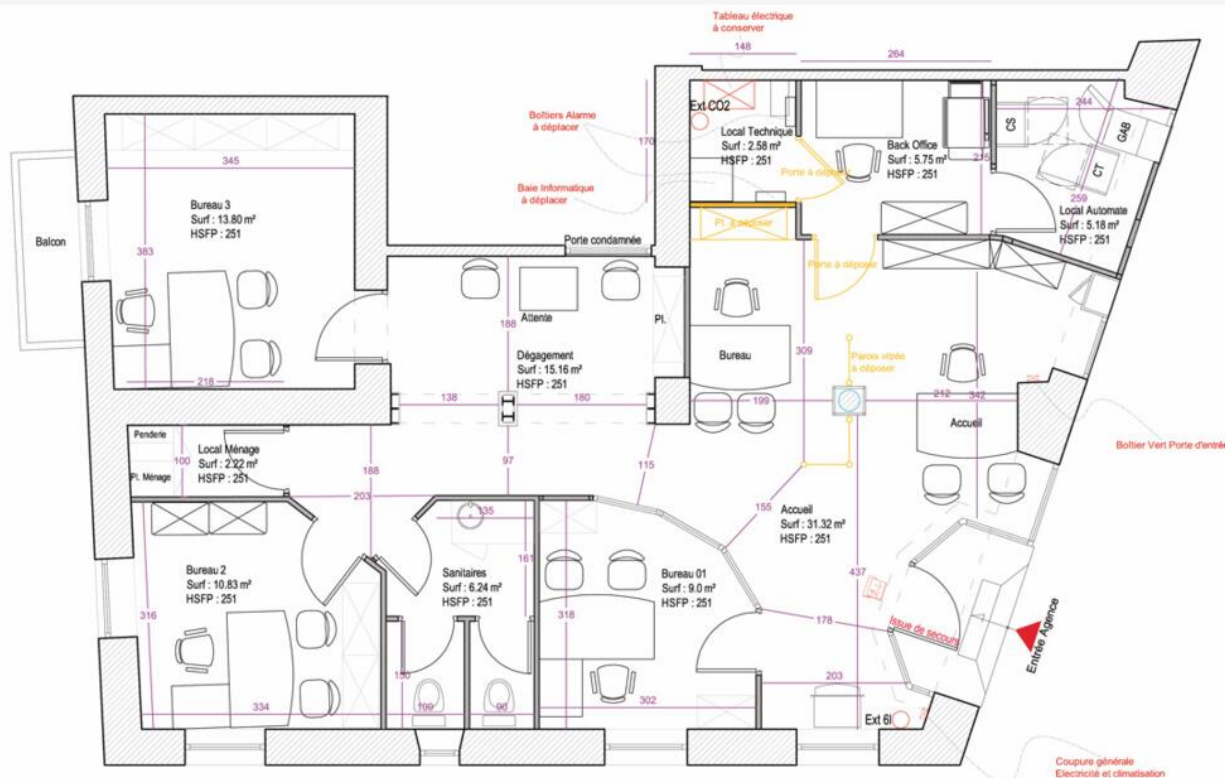 Tableau électrique
à conserver
148
264
Boîtiers Alarme
à déplacer
Ext CO2
170
Local Technique
Surf : 2.58 m²
HSFP : 251
Back Office
Surf : 5.75 m²
HSFP : 251
215
CS
244
GAB
CT
259
Local Automate
Surf : 5.18 m²
HSFP : 251
Porte à déposer
Baie Informatique
à déplacer
345
Bureau 3
Surf : 13.80 m²
HSFP : 251
Balcon
383
218
Porte condamnée
Pl. à déposer
Porte à déposer
188
Attente
Pl.
Dégagement
Surf : 15.16 m²
HSFP : 251
Bureau
309
Parois vitrée
à déposer
138
180
199
212
342
Accueil
Boîtier Vert Porte d'entrée
Penderie
Pl. Ménage
100
Local Ménage
Surf : 2.22 m²
HSFP : 251
188
97
115
203
155
Accueil
Surf : 31.32 m²
HSFP : 251
135
161
Bureau 2
Surf : 10.83 m²
HSFP : 251
316
Sanitaires
Surf : 6.24 m²
HSFP : 251
Bureau 01
Surf : 9.0 m²
HSFP : 251
318
437
178
Issue de secours
Entrée Agence
203
334
150
90
302
Ext 6l
Coupure générale
Electricité et climatisation